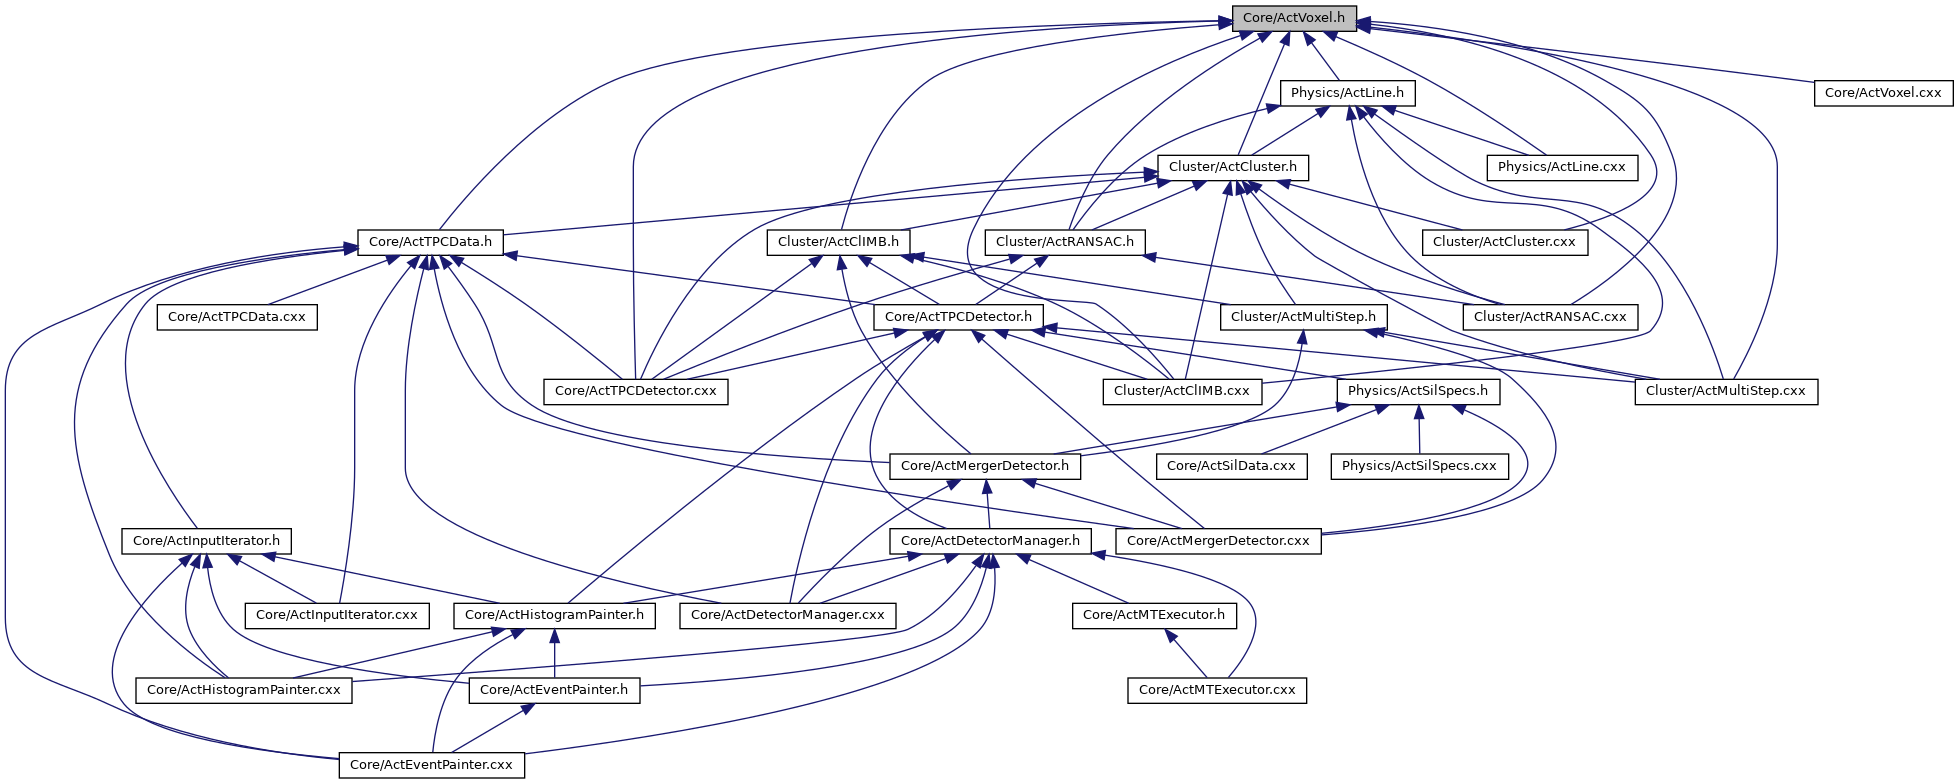 Core/ActVoxel.h
Physics/ActLine.h
Core/ActVoxel.cxx
Cluster/ActCluster.h
Physics/ActLine.cxx
Core/ActTPCData.h
Cluster/ActClIMB.h
Cluster/ActRANSAC.h
Cluster/ActCluster.cxx
Core/ActTPCData.cxx
Core/ActTPCDetector.h
Cluster/ActMultiStep.h
Cluster/ActRANSAC.cxx
Core/ActTPCDetector.cxx
Cluster/ActClIMB.cxx
Physics/ActSilSpecs.h
Cluster/ActMultiStep.cxx
Core/ActMergerDetector.h
Core/ActSilData.cxx
Physics/ActSilSpecs.cxx
Core/ActInputIterator.h
Core/ActDetectorManager.h
Core/ActMergerDetector.cxx
Core/ActInputIterator.cxx
Core/ActHistogramPainter.h
Core/ActDetectorManager.cxx
Core/ActMTExecutor.h
Core/ActHistogramPainter.cxx
Core/ActEventPainter.h
Core/ActMTExecutor.cxx
Core/ActEventPainter.cxx